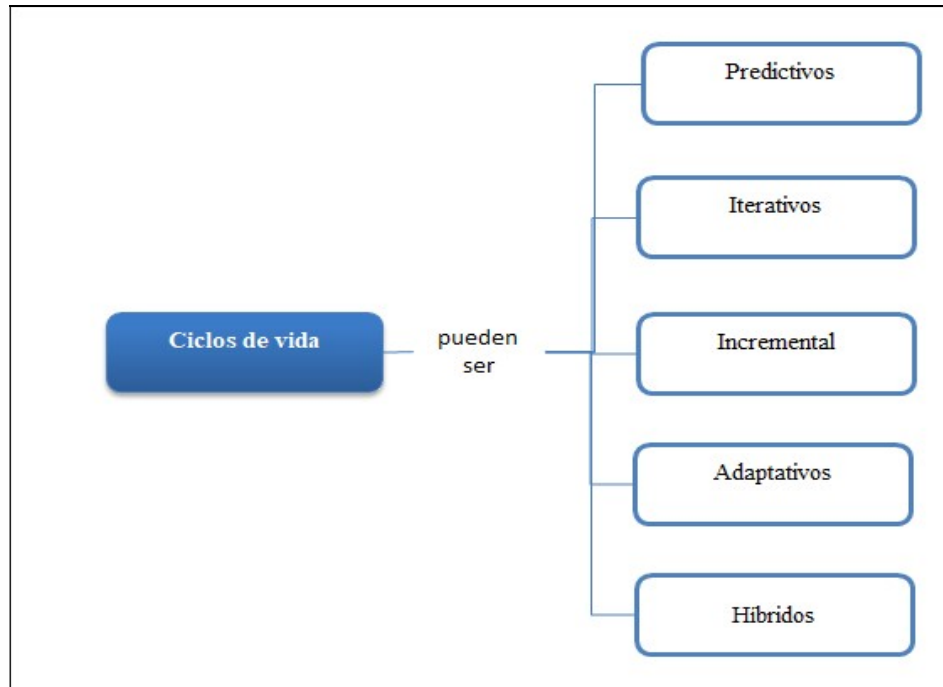 Predictivos
Iterativos
Ciclos de vida
pueden
ser
Incremental
Adaptativos
Híbridos